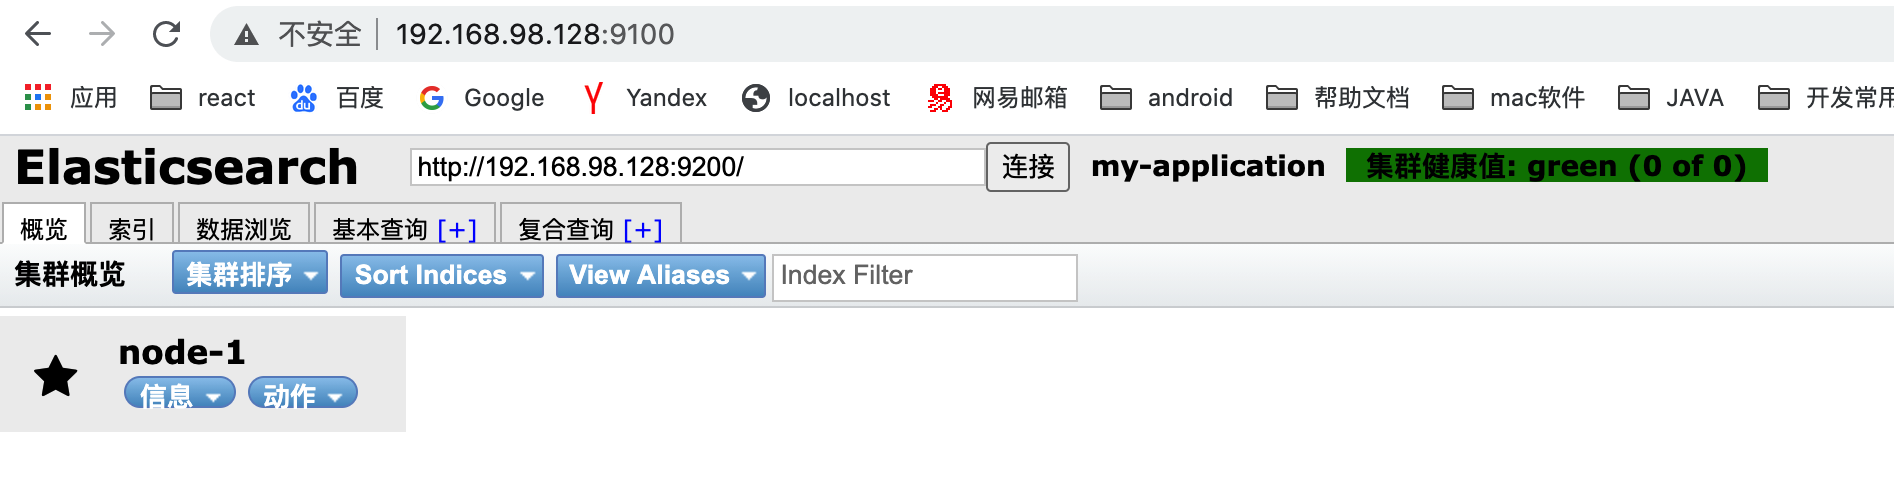 不安全 192.168.98.128:9100
应用 react 百度 Google Yandex localhost 网易邮箱 android 帮助文档 mac软件 JAVA 开发常用
Elasticsearch http://192.168.98.128:9200/ 连接 my-application 集群健康值: green (0 of 0)
概览 索引 数据浏览 基本查询 [+] 复合查询 [+]
集群概览 集群排序 Sort Indices View Aliases Index Filter
node-1
信息 动作